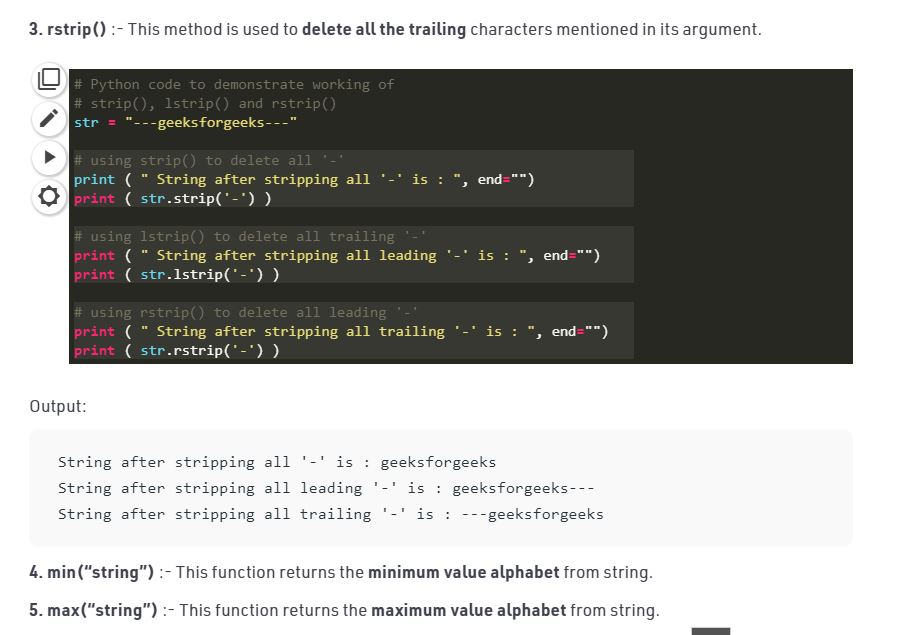 3. rstrip() :- This method is used to delete all the trailing characters mentioned in its argument.
# Python code to demonstrate working of
# strip(), lstrip() and rstrip()
str = "---geeksforgeeks---"
# using strip() to delete all '-'
print ( " String after stripping all '-' is : ", end="")
print ( str.strip('-') )
# using lstrip() to delete all trailing '-'
print ( " String after stripping all leading '-' is : ", end="")
print ( str.lstrip('-') )
# using rstrip() to delete all leading '-'
print ( " String after stripping all trailing '-' is : ", end="")
print ( str.rstrip('-') )
Output:
String after stripping all '-' is : geeksforgeeks
String after stripping all leading '-' is : geeksforgeeks---
String after stripping all trailing '-' is : ---geeksforgeeks
4. min(“string”) :- This function returns the minimum value alphabet from string.
5. max(“string”) :- This function returns the maximum value alphabet from string.